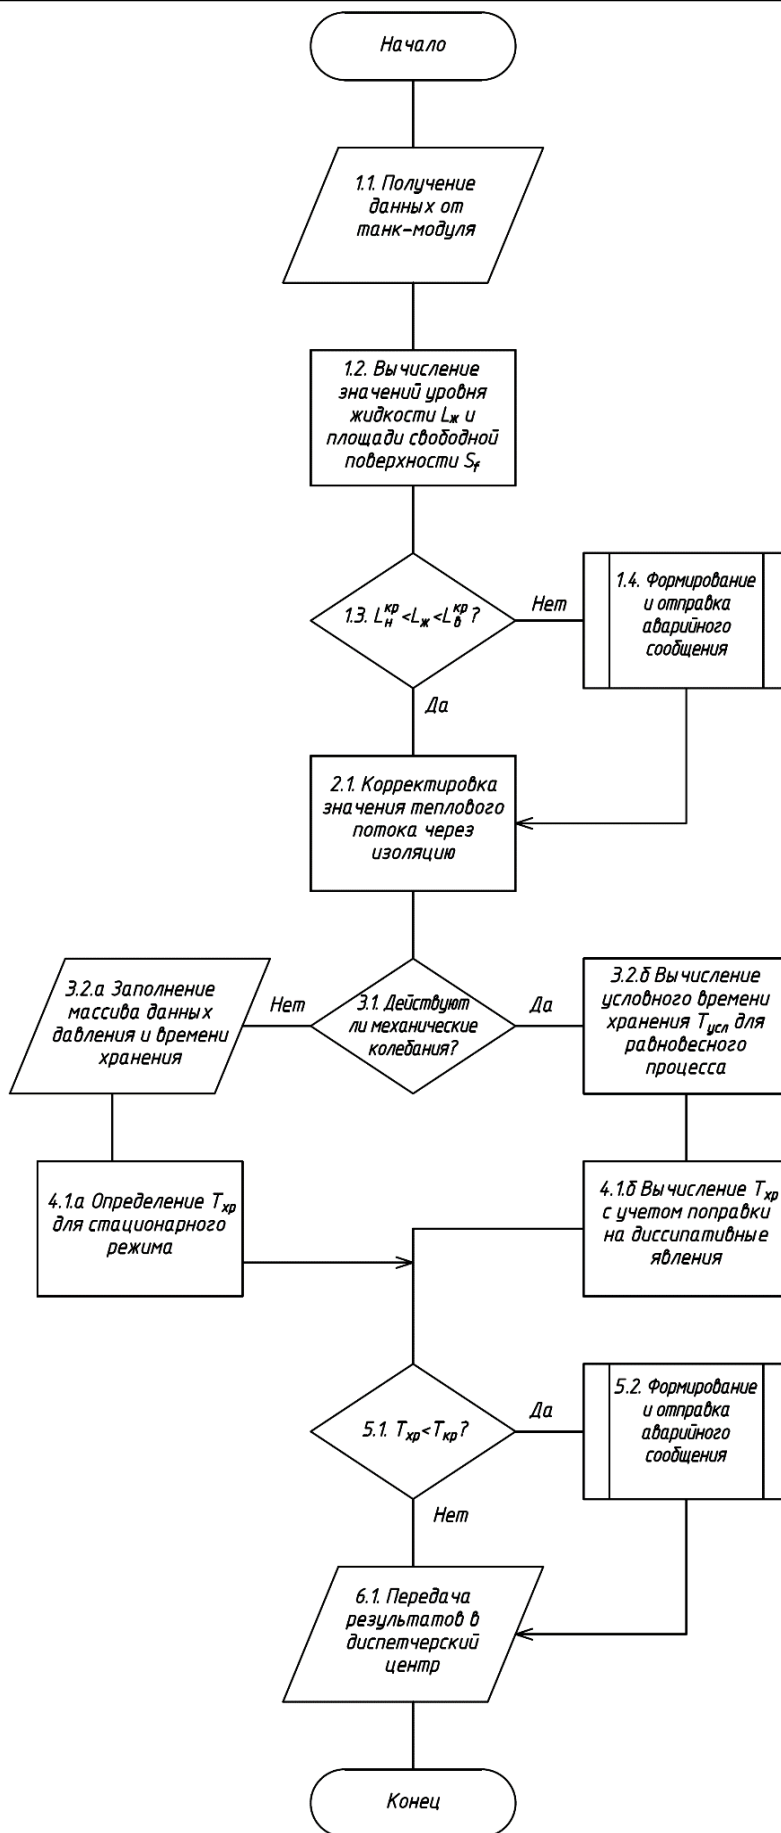 Начало
1.1. Получение
данных от
танк-модуля
1.2. Вычисление
значений уровня
жидкости Lж и
площади свободной
поверхности Sf
1.3. Lнкр<Lж<Lвкр?
Нет
1.4. Формирование
и отправка
аварийного
сообщения
Да
2.1. Корректировка
значения теплового
потока через
изоляцию
3.2.а Заполнение
массива данных
давления и времени
хранения
Нет
3.1. Действуют
ли механические
колебания?
Да
3.2.б Вычисление
условного времени
хранения Tусл для
равновесного
процесса
4.1.а Определение Tхр
для стационарного
режима
4.1.б Вычисление Tхр
с учетом поправки
на диссипативные
явления
5.1. Tхр<Tкр?
Да
5.2. Формирование
и отправка
аварийного
сообщения
Нет
6.1. Передача
результатов в
диспетчерский
центр
Конец